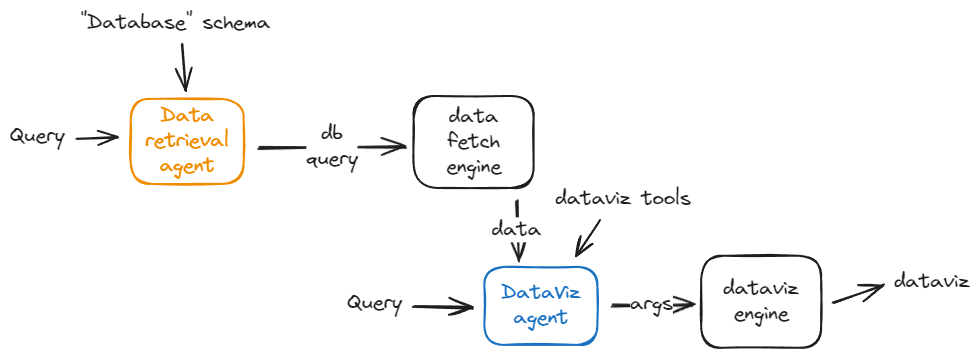 "Database" schema
Query
Data
retrieval
agent
db
query
data
fetch
engine
data
dataviz tools
Query
DataViz
agent
args
dataviz
engine
dataviz